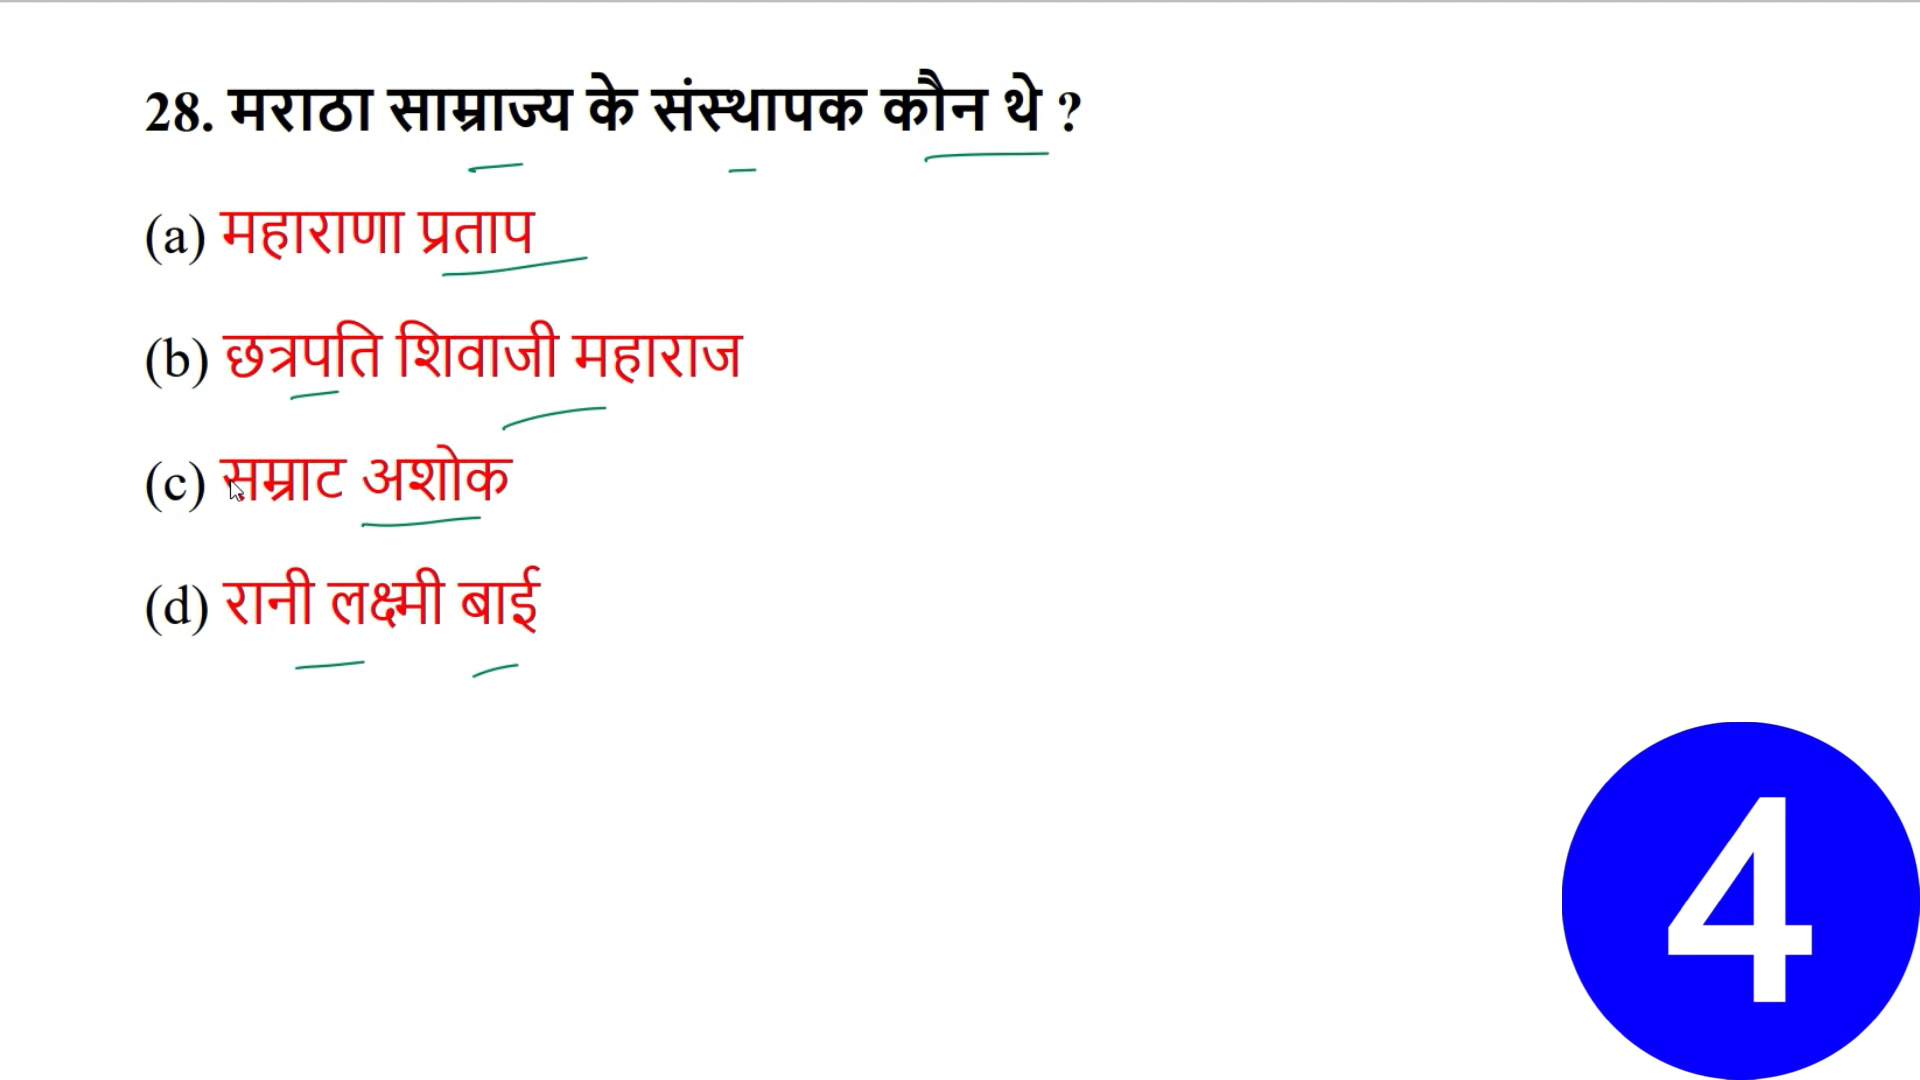 28. मराठा साम्राज्य के संस्थापक कौन थे ?
(a) महाराणा प्रताप
(b) छत्रपति शिवाजी महाराज
(c) सम्राट अशोक
(d) रानी लक्ष्मी बाई
4